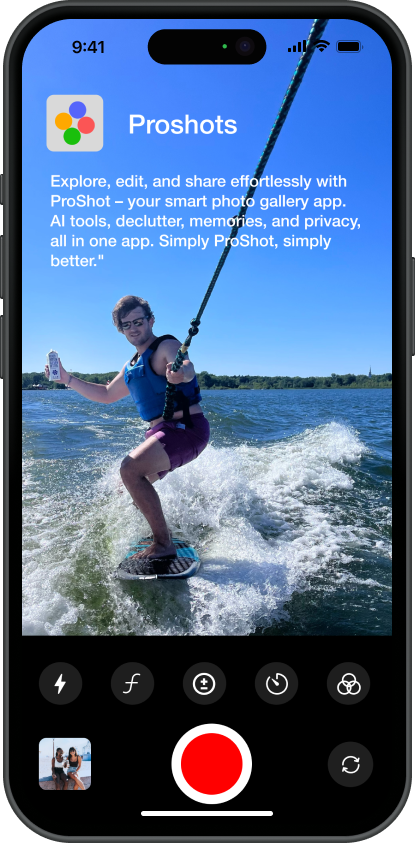 9:41
Proshots
Explore, edit, and share effortlessly with
ProShot – your smart photo gallery app.
AI tools, declutter, memories, and privacy,
all in one app. Simply ProShot, simply
better."